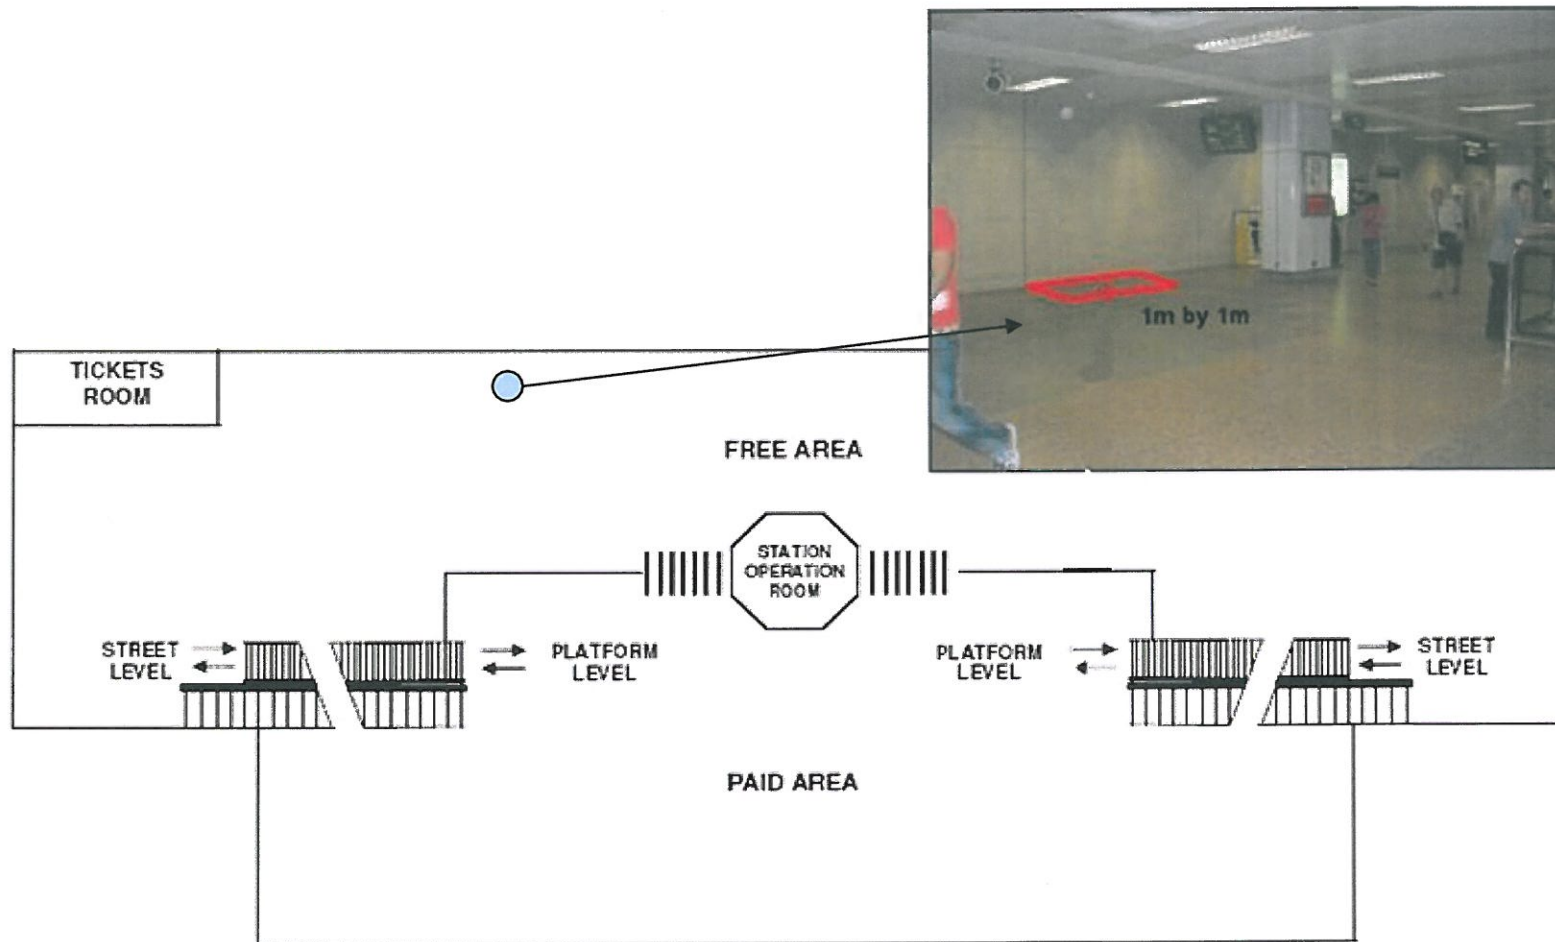 1m by 1m
TICKETS
ROOM
FREE AREA
STATION
OPERATION
ROOM
STREET
LEVEL
PLATFORM
LEVEL
PLATFORM
LEVEL
STREET
LEVEL
PAID AREA